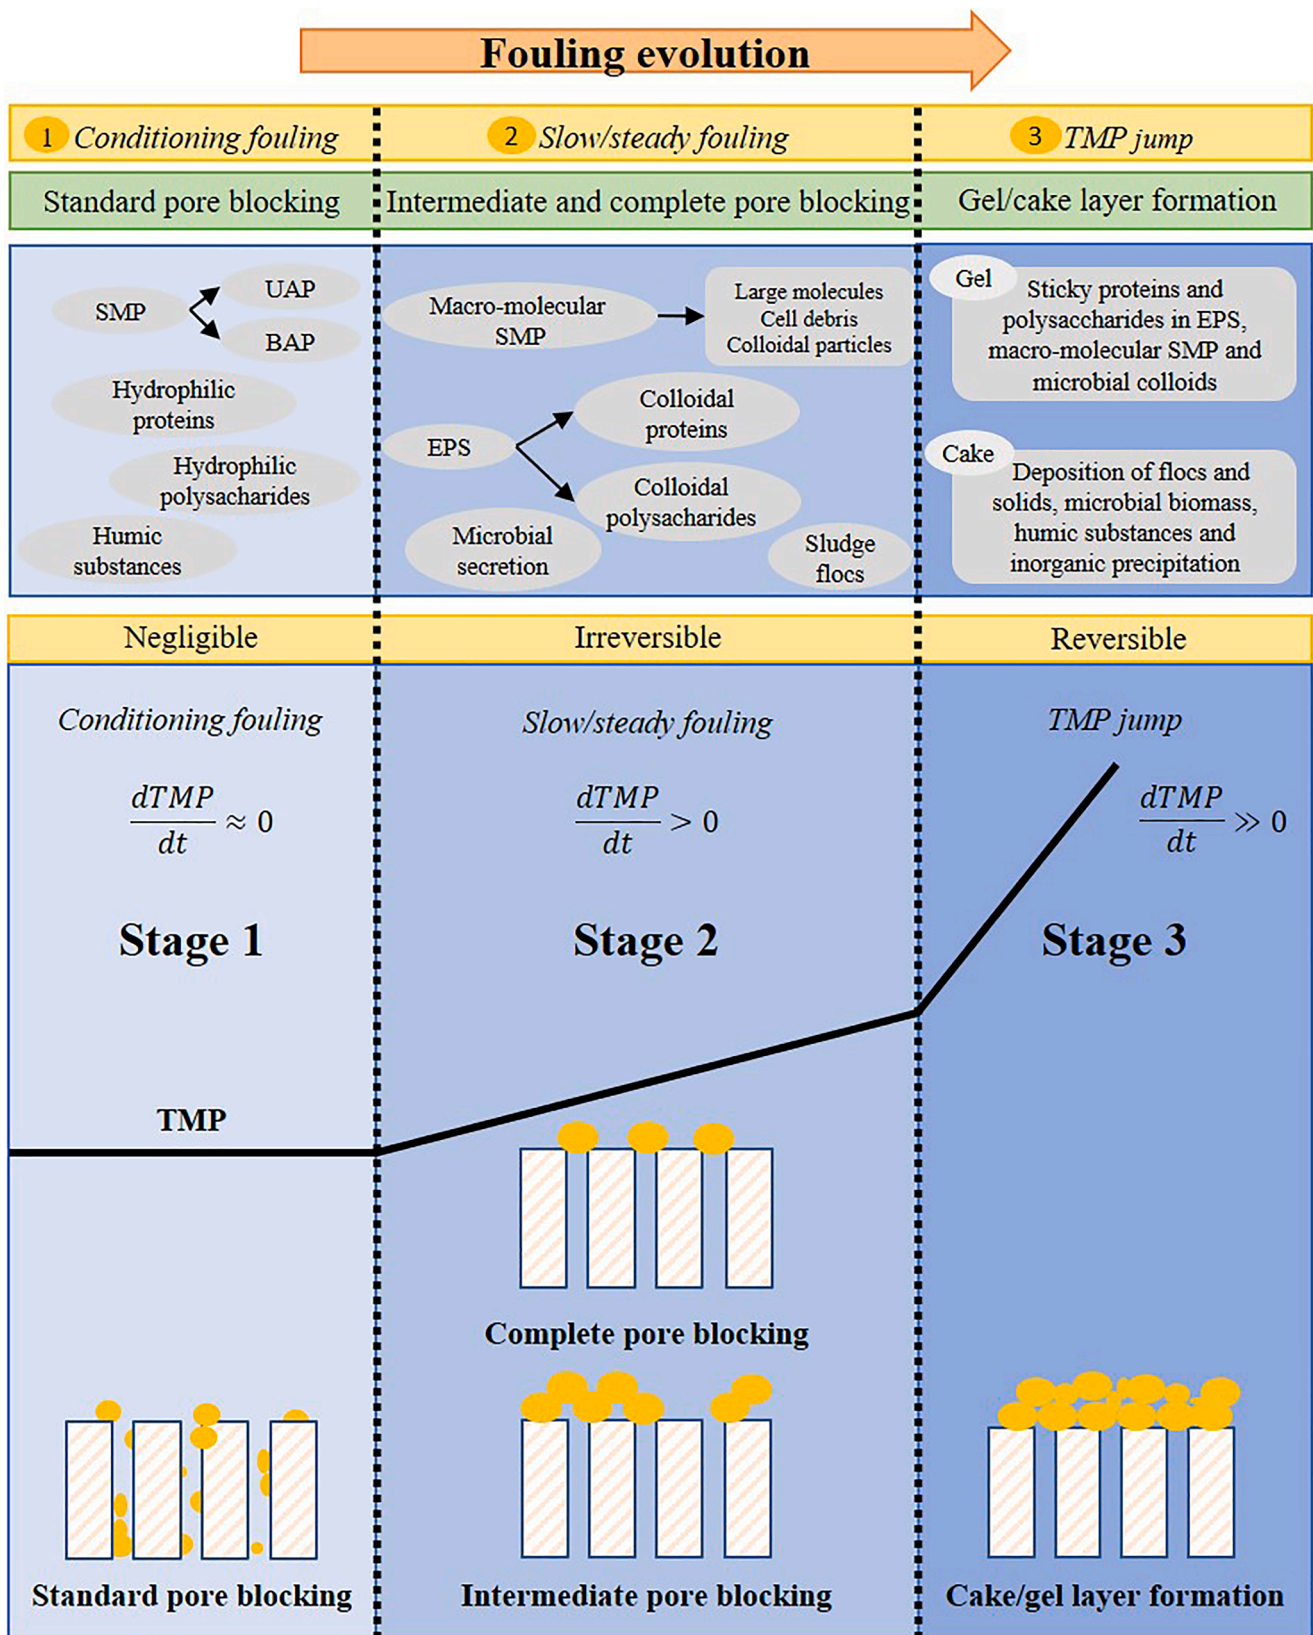 Fouling evolution
1 Conditioning fouling
2 Slow/steady fouling
3 TMP jump
Standard pore blocking
Intermediate and complete pore blocking
Gel/cake layer formation
SMP
UAP
BAP
Hydrophilic
proteins
Hydrophilic
polysacharides
Humic
substances
Macro-molecular
SMP
Large molecules
Cell debris
Colloidal particles
EPS
Colloidal
proteins
Colloidal
polysacharides
Microbial
secretion
Sludge
flocs
Gel
Sticky proteins and
polysaccharides in EPS,
macro-molecular SMP and
microbial colloids
Cake
Deposition of flocs and
solids, microbial biomass,
humic substances and
inorganic precipitation
Negligible
Irreversible
Reversible
Conditioning fouling
dTMP
dt
≈ 0
Stage 1
TMP
Standard pore blocking
Slow/steady fouling
dTMP
dt
> 0
Stage 2
Complete pore blocking
Intermediate pore blocking
TMP jump
dTMP
dt
≫ 0
Stage 3
Cake/gel layer formation